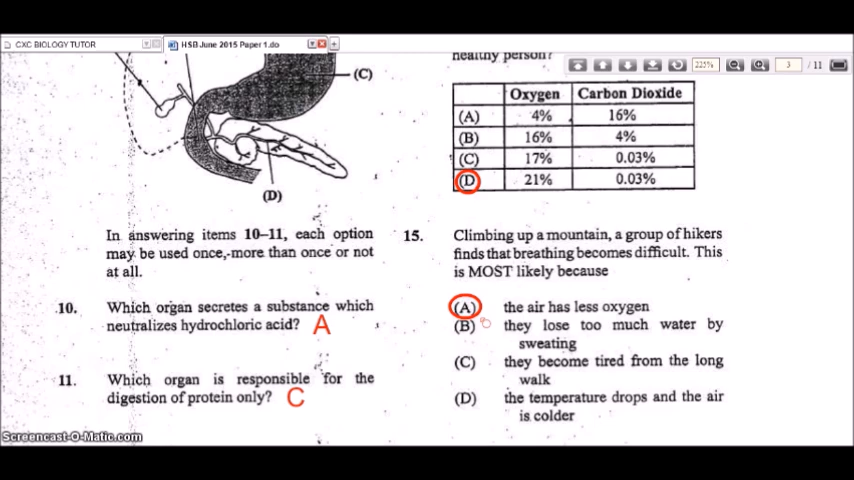 CXC BIOLOGY TUTOR
HSB June 2015 Paper 1.do
225%
3
/ 11
(C)
(D)
In answering items 10–11, each option
may be used once, more than once or not
at all.
10.
Which organ secretes a substance which
neutralizes hydrochloric acid? A
11.
Which organ is responsible for the
digestion of protein only? C
healthy person?
Oxygen Carbon Dioxide
(A) 4% 16%
(B) 16% 4%
(C) 17% 0.03%
(D 21% 0.03%
15.
Climbing up a mountain, a group of hikers
finds that breathing becomes difficult. This
is MOST likely because
(A) the air has less oxygen
(B) they lose too much water by
sweating
(C) they become tired from the long
walk
(D) the temperature drops and the air
is colder
Screencast-O-Matic.com